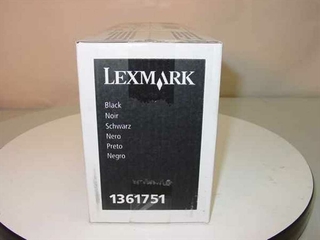 LEXMARK
Black
Noir
Schwarz
Nero
Preto
Negro
1361751